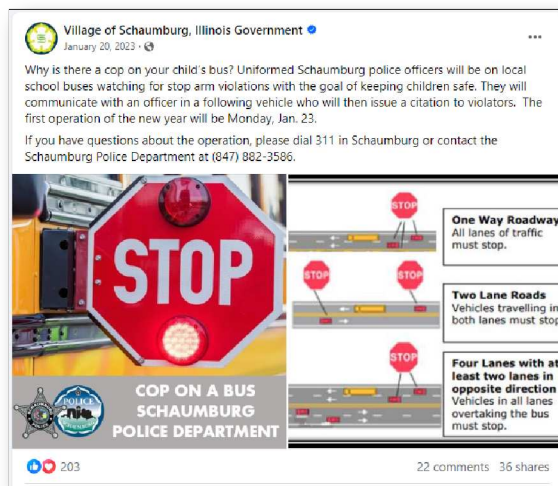 Village of Schaumburg, Illinois Government
January 20, 2023 ·
Why is there a cop on your child's bus? Uniformed Schaumburg police officers will be on local
school buses watching for stop arm violations with the goal of keeping children safe. They will
communicate with an officer in a following vehicle who will then issue a citation to violators. The
first operation of the new year will be Monday, Jan. 23.
If you have questions about the operation, please dial 311 in Schaumburg or contact the
Schaumburg Police Department at (847) 882-3586.
STOP
POLICE
COP ON A BUS
SCHAUMBURG
POLICE DEPARTMENT
STOP
One Way Roadway
All lanes of traffic
must stop.
STOP
STOP
Two Lane Roads
Vehicles travelling in
both lanes must stop
STOP
Four Lanes with at
least two lanes in
opposite direction
Vehicles in all lanes
overtaking the bus
must stop.
203
22 comments 36 shares